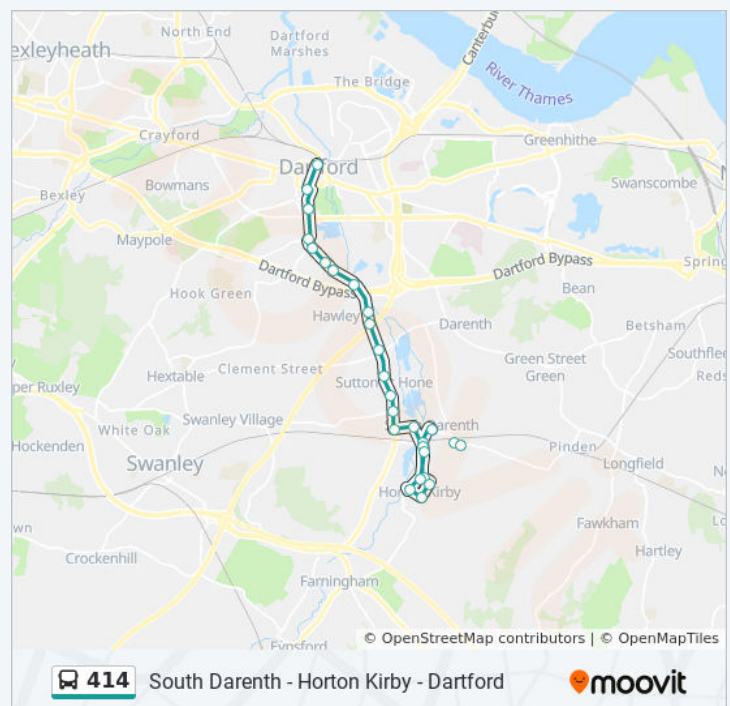 North End
Dartford
Marshes
exleyheath
Canterbu
The Bridge
River Thames
Crayford
Greenhithe
Dartford
Bexley
Bowmans
Swanscombe
Maypole
Dartford Bypass
Dartford Bypass
Spring
Hook Green
Bean
Hawley
Darenth
Betsham
Southflee
Reds
Clement Street
Green Street
Green
per Ruxley
Hextable
Sutton Hone
Swanley Village
White Oak
arenth
Hockenden
Pinden
Swanley
Longfield
Horton Kirby
wn
Fawkham
Crockenhill
Hartley
Farningham
Eynsford
© OpenStreetMap contributors | © OpenMapTiles
414 South Darenth - Horton Kirby - Dartford moovit